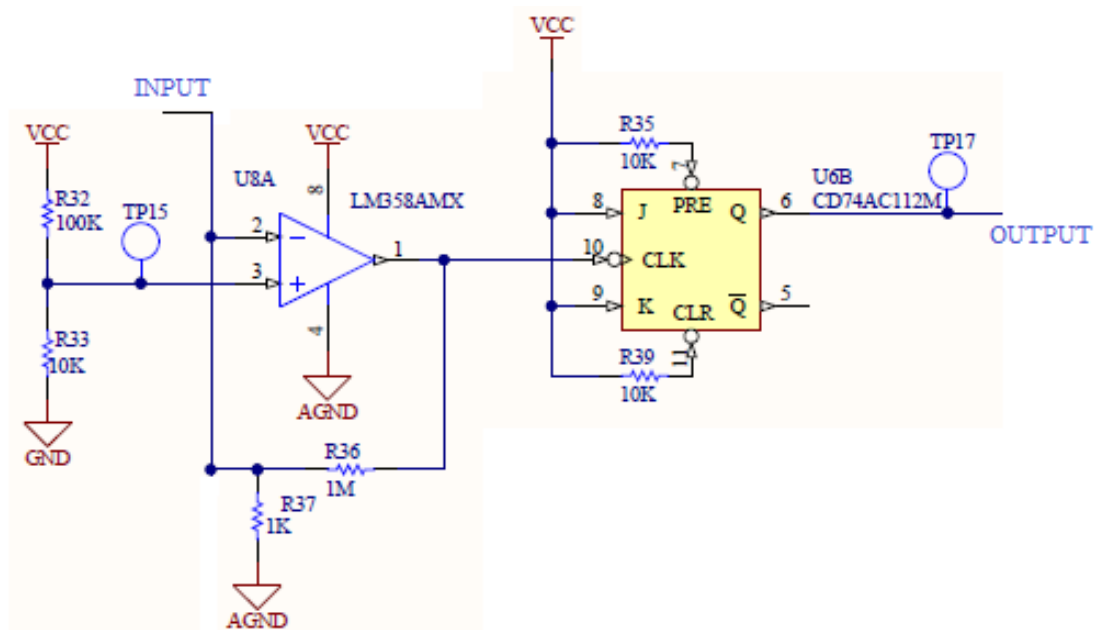 VCC
INPUT
VCC
VCC
R35
10K
7
TP17
R32
100K
TP15
U8A
8
LM358AMX
U6B
CD74AC112M
8
J
PRE
Q
6
OUTPUT
2
1
10
CLK
3
9
K
CLR
Q
5
R33
10K
4
R39
10K
11
GND
AGND
R36
1M
R37
1K
AGND